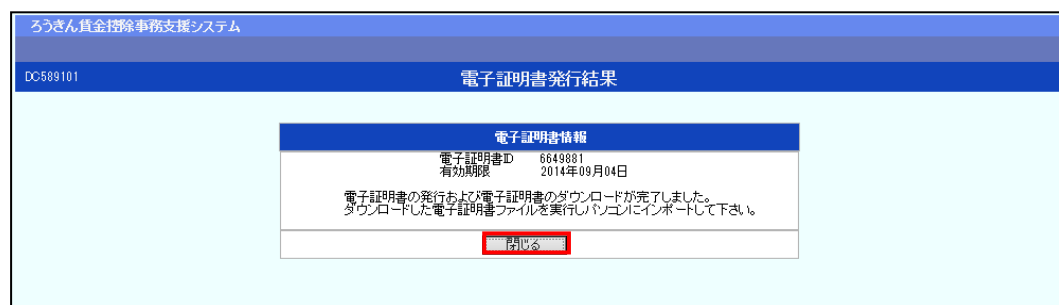 ろうきん賃金控除事務支援システム
DC589101
電子証明書発行結果
電子証明書情報
電子証明書ID 6649881
有効期限 2014年09月04日
電子証明書の発行および電子証明書のダウンロードが完了しました。
ダウンロードした電子証明書ファイルを実行しパソコンにインポートして下さい。
閉じる